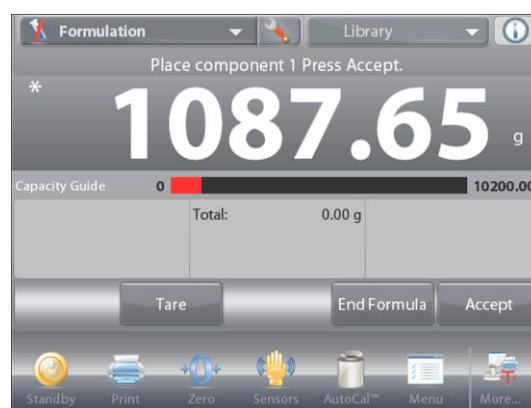 Formulation Library
Place component 1 Press Accept.
*
1087.65 g
Capacity Guide 0 10200.00
Total: 0.00 g
Tare End Formula Accept
Standby Print Zero Sensors AutoCal™ Menu More...